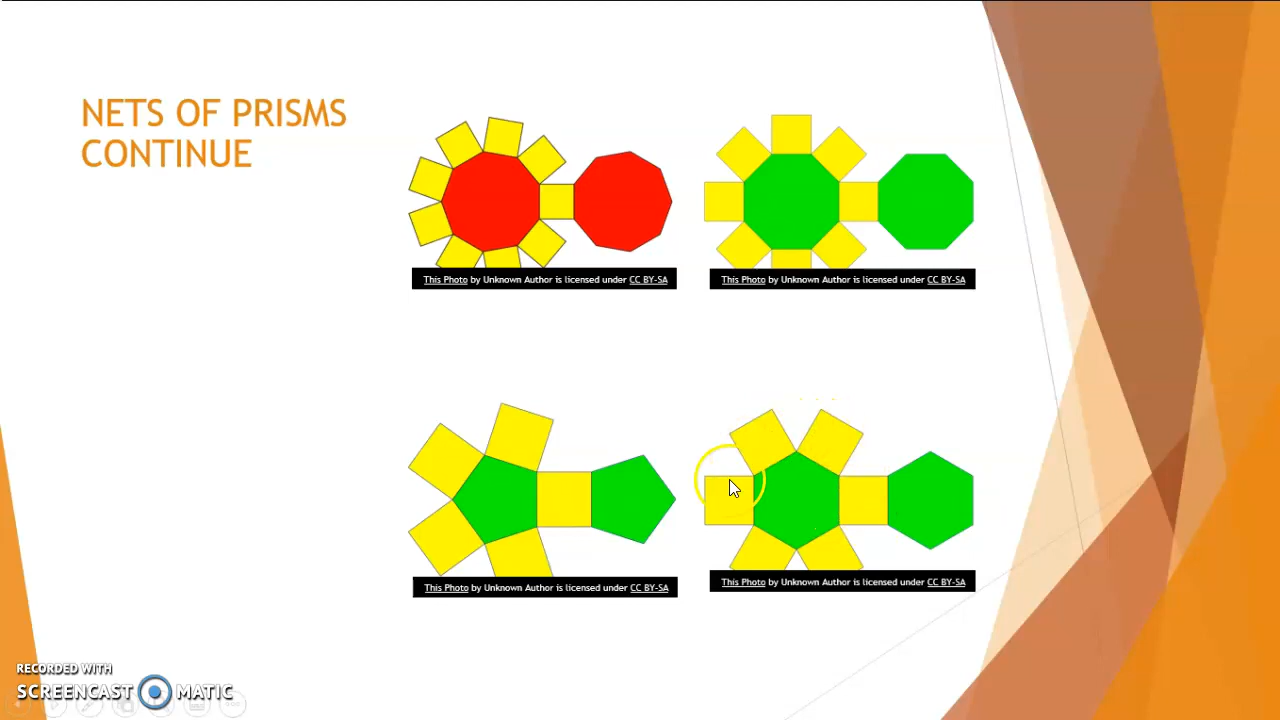 NETS OF PRISMS
CONTINUE
This Photo by Unknown Author is licensed under CC BY-SA
This Photo by Unknown Author is licensed under CC BY-SA
This Photo by Unknown Author is licensed under CC BY-SA
This Photo by Unknown Author is licensed under CC BY-SA
RECORDED WITH
SCREENCAST MATIC